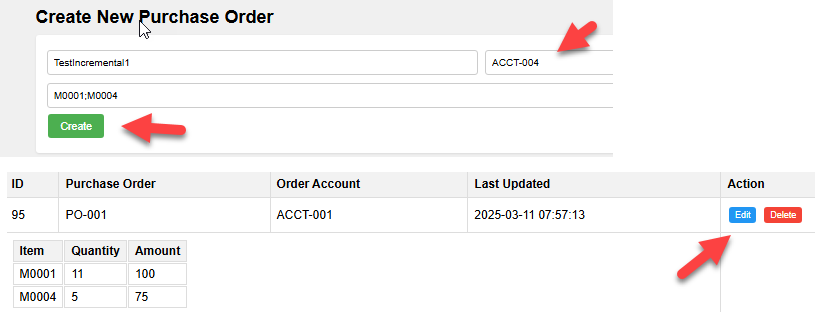 Create New Purchase Order
TestIncremental1 ACCT-004
M0001;M0004
Create
ID Purchase Order Order Account Last Updated Action
95 PO-001 ACCT-001 2025-03-11 07:57:13 Edit Delete
Item Quantity Amount
M0001 11 100
M0004 5 75